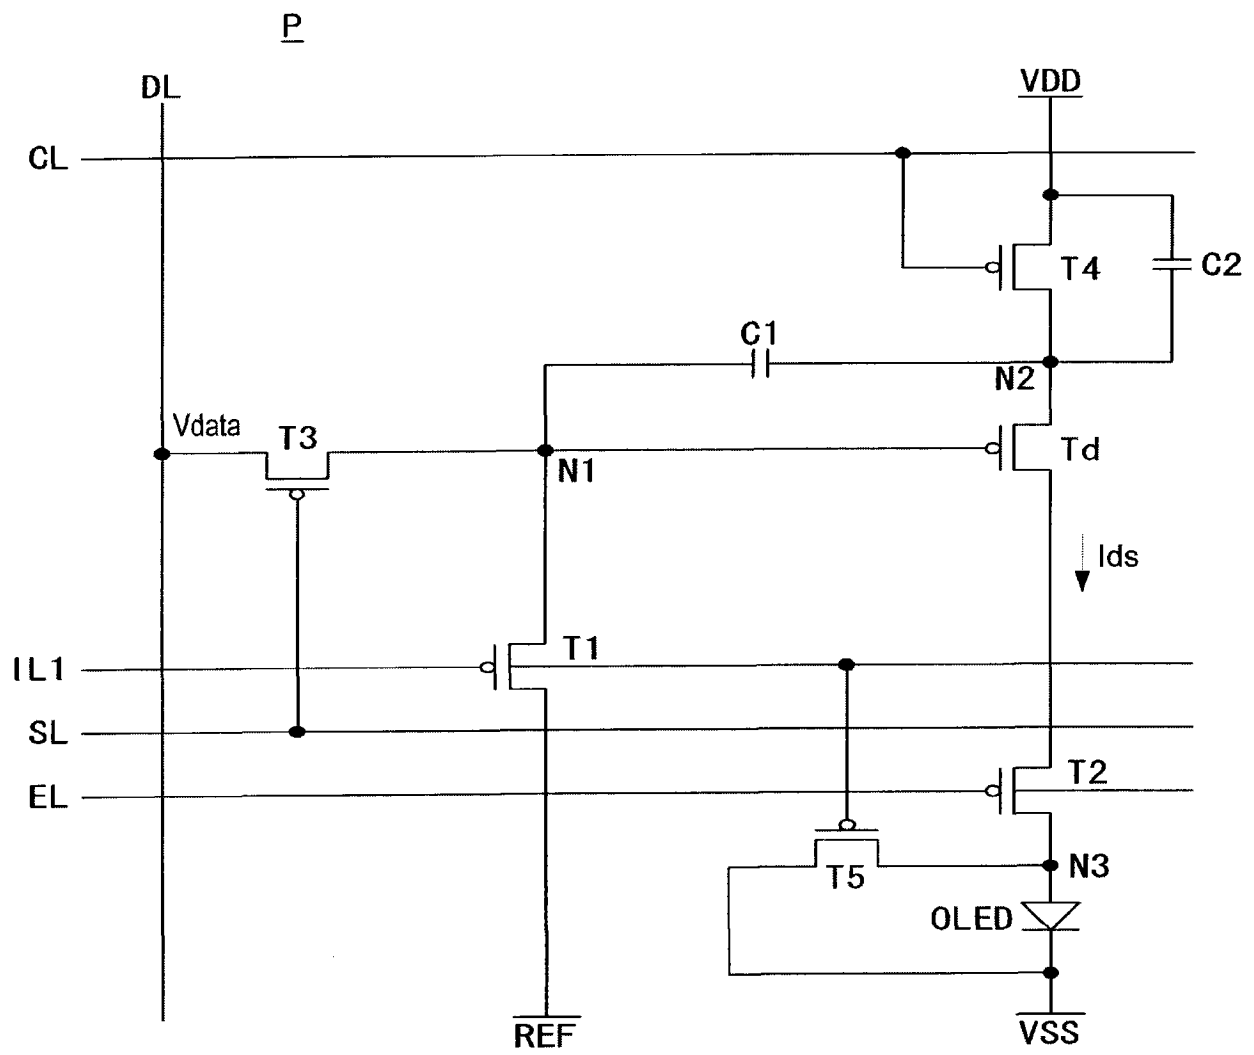 P
DL
VDD
CL
T4
C2
C1
N2
Vdata
T3
Td
N1
Ids
T1
IL1
SL
T2
EL
N3
T5
OLED
REF
VSS